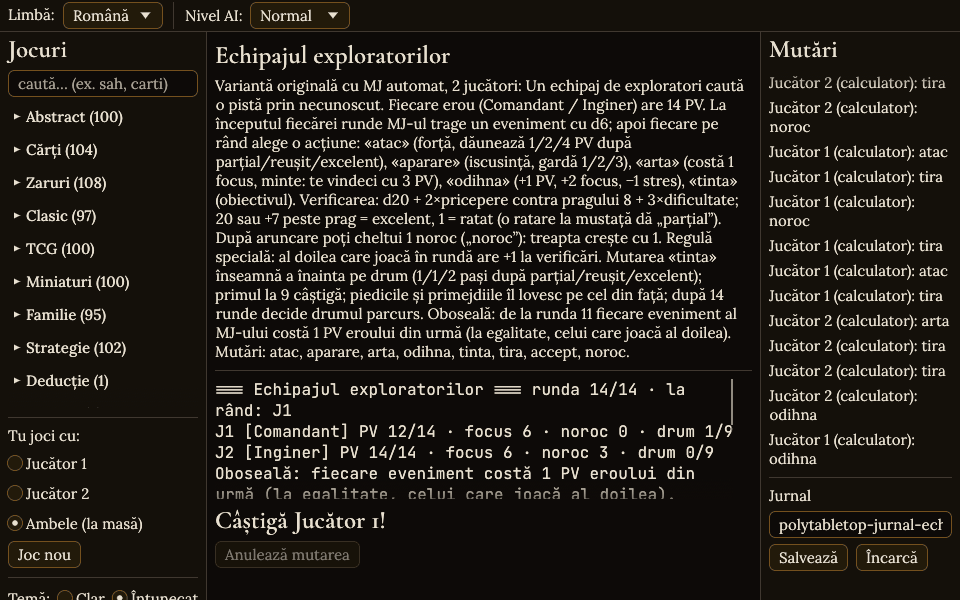 Limbă: Română ▼ Nivel AI: Normal ▼
Jocuri
caută... (ex. sah, carti)
▸ Abstract (100)
▸ Cărți (104)
▸ Zaruri (108)
▸ Clasic (97)
▸ TCG (100)
▸ Miniaturi (100)
▸ Familie (95)
▸ Strategie (102)
▸ Deducție (1)
Tu joci cu:
Jucător 1
Jucător 2
Ambele (la masă)
Joc nou
Temă: Clar Întunecat
Echipajul exploratorilor
Variantă originală cu MJ automat, 2 jucători: Un echipaj de exploratori caută
o pistă prin necunoscut. Fiecare erou (Comandant / Inginer) are 14 PV. La
începutul fiecărei runde MJ-ul trage un eveniment cu d6; apoi fiecare pe
rând alege o acțiune: «atac» (forță, dăunează 1/2/4 PV după
parțial/reușit/excelent), «aparare» (iscusință, gardă 1/2/3), «arta» (costă 1
focus, minte: te vindeci cu 3 PV), «odihna» (+1 PV, +2 focus, −1 stres), «tinta»
(obiectivul). Verificarea: d20 + 2×pricepere contra pragului 8 + 3×dificultate;
20 sau +7 peste prag = excelent, 1 = ratat (o ratare la mustață dă „parțial”).
După aruncare poți cheltui 1 noroc („noroc”): treapta crește cu 1. Regulă
specială: al doilea care joacă în rundă are +1 la verificări. Mutarea «tinta»
înseamnă a înainta pe drum (1/1/2 pași după parțial/reușit/excelent);
primul la 9 câștigă; piedicile și primejdiile îl lovesc pe cel din față; după 14
runde decide drumul parcurs. Oboseală: de la runda 11 fiecare eveniment al
MJ-ului costă 1 PV eroului din urmă (la egalitate, celui care joacă al doilea).
Mutări: atac, aparare, arta, odihna, tinta, tira, accept, noroc.
═══ Echipajul exploratorilor ═══ runda 14/14 · la
rând: J1
J1 [Comandant] PV 12/14 · focus 6 · noroc 0 · drum 1/9
J2 [Inginer] PV 14/14 · focus 6 · noroc 3 · drum 0/9
Oboseală: fiecare eveniment costă 1 PV eroului din
urmă (la egalitate, celui care joacă al doilea).
Câștigă Jucător 1!
Anulează mutarea
Mutări
Jucător 2 (calculator): tira
Jucător 2 (calculator):
noroc
Jucător 1 (calculator): atac
Jucător 1 (calculator): tira
Jucător 1 (calculator):
noroc
Jucător 1 (calculator): tira
Jucător 1 (calculator): atac
Jucător 1 (calculator): tira
Jucător 2 (calculator): arta
Jucător 2 (calculator): tira
Jucător 2 (calculator): tira
Jucător 2 (calculator):
odihna
Jucător 1 (calculator):
odihna
Jurnal
polytabletop-jurnal-ech
Salvează Încarcă